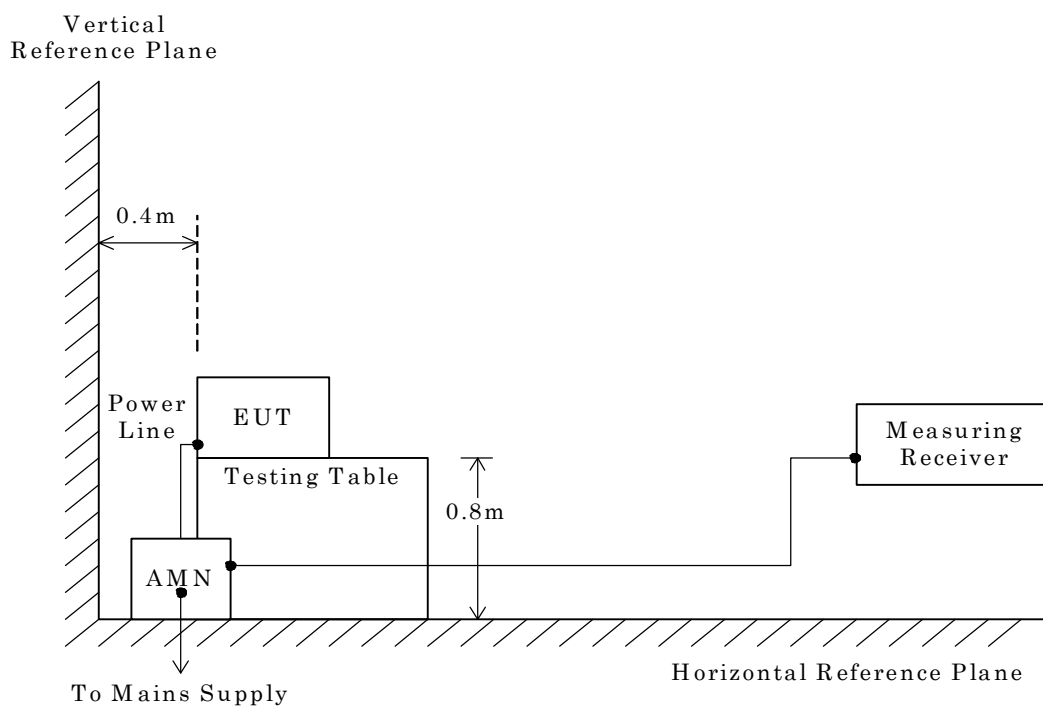 Vertical
Reference Plane
0.4m
Power
Line
EUT
Measuring
Receiver
Testing Table
0.8m
AMN
Horizontal Reference Plane
To Mains Supply